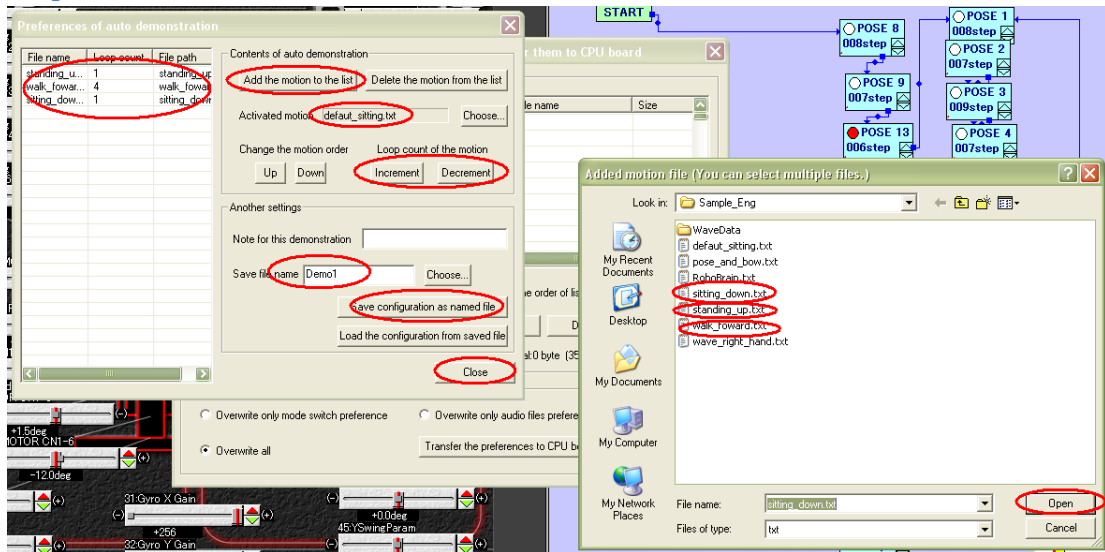 Preferences of auto demonstration
File name Loop count File path
standing_u... 1 standing_up
walk_fowar... 4 walk_fowar
sitting_dow... 1 sitting_down
Contents of auto demonstration
Add the motion to the list Delete the motion from the list
Activated motion defaut_sitting.txt Choose...
Change the motion order Loop count of the motion
Up Down Increment Decrement
Another settings
Note for this demonstration
Save file name Demo1 Choose...
Save configuration as named file
Load the configuration from saved file
Close
r them to CPU board
le name Size
e order of lis
D
al:0 byte (35
Overwrite only mode switch preference Overwrite only audio files prefere
Overwrite all Transfer the preferences to CPU b
START
POSE 8
008step
POSE 9
007step
POSE 13
006step
POSE 1
008step
POSE 2
007step
POSE 3
009step
POSE 4
007step
Added motion file (You can select multiple files.)
Look in: Sample_Eng
My Recent Documents
Desktop
My Documents
My Computer
My Network Places
WaveData
defaut_sitting.txt
pose_and_bow.txt
RoboBrain.txt
sitting_down.txt
standing_up.txt
walk_foward.txt
wave_right_hand.txt
File name: sitting_down.txt Open
Files of type: txt Cancel
+1.5deg
MOTOR CN1-6
(-) (+)
-12.0deg
(+) 31:Gyro X Gain (-) (+)
(-) (+) +0.0deg
+256 45:YSwingParam
(+) 32:Gyro Y Gain (-) (+)